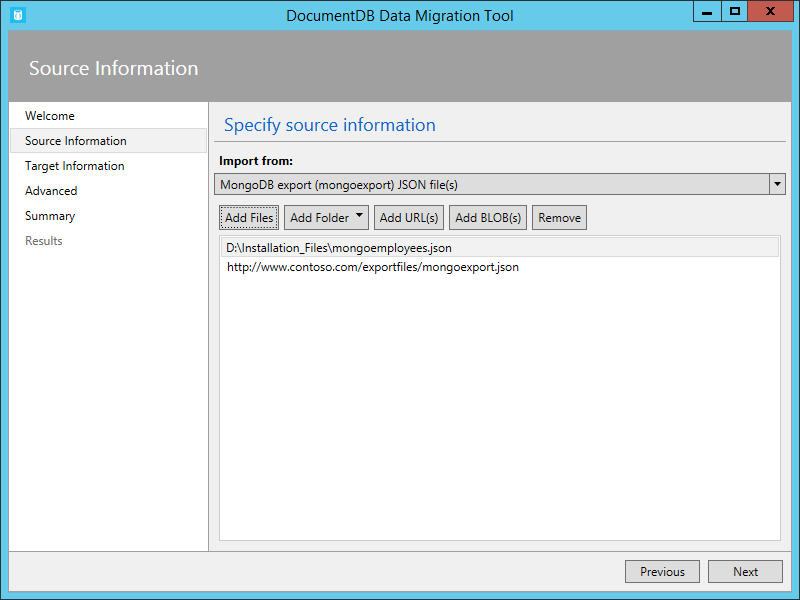 DocumentDB Data Migration Tool
Source Information
Welcome
Source Information
Target Information
Advanced
Summary
Results
Specify source information
Import from:
MongoDB export (mongoexport) JSON file(s)
Add Files Add Folder Add URL(s) Add BLOB(s) Remove
D:\Installation_Files\mongoemployees.json
http://www.contoso.com/exportfiles/mongoexport.json
Previous Next